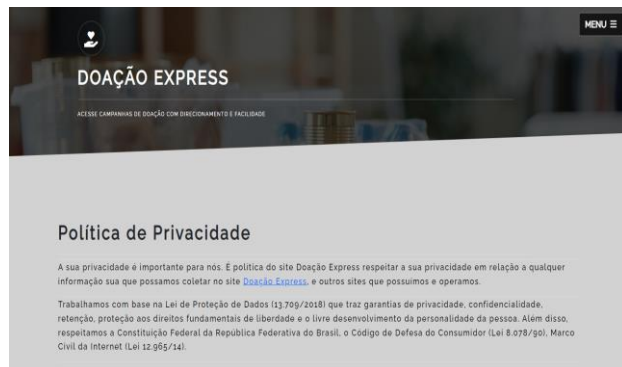 MENU ☰
DOAÇÃO EXPRESS
ACESSE CAMPANHAS DE DOAÇÃO COM DIRECIONAMENTO E FACILIDADE
Política de Privacidade
A sua privacidade é importante para nós. É política do site Doação Express respeitar a sua privacidade em relação a qualquer
informação sua que possamos coletar no site Doação Express, e outros sites que possuímos e operamos.
Trabalhamos com base na Lei de Proteção de Dados (13.709/2018) que traz garantias de privacidade, confidencialidade,
retenção, proteção aos direitos fundamentais de liberdade e o livre desenvolvimento da personalidade da pessoa. Além disso,
respeitamos a Constituição Federal da República Federativa do Brasil, o Código de Defesa do Consumidor (Lei 8.078/90), Marco
Civil da Internet (Lei 12.965/14).